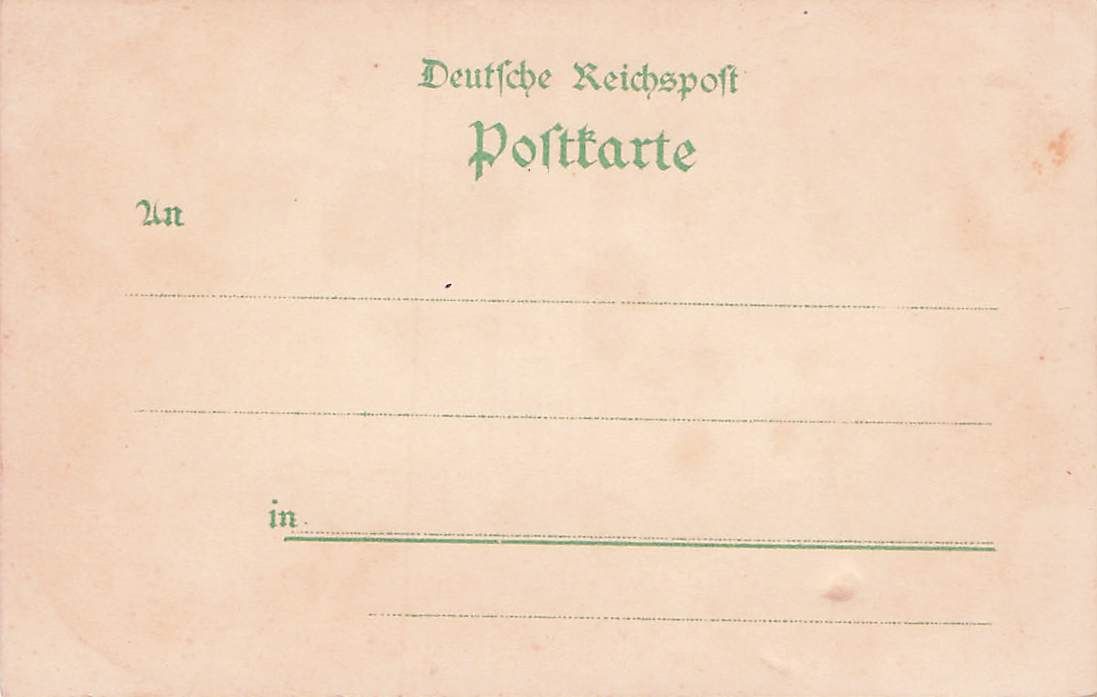 Deutſche Reichspoſt
Poſtkarte
An
in